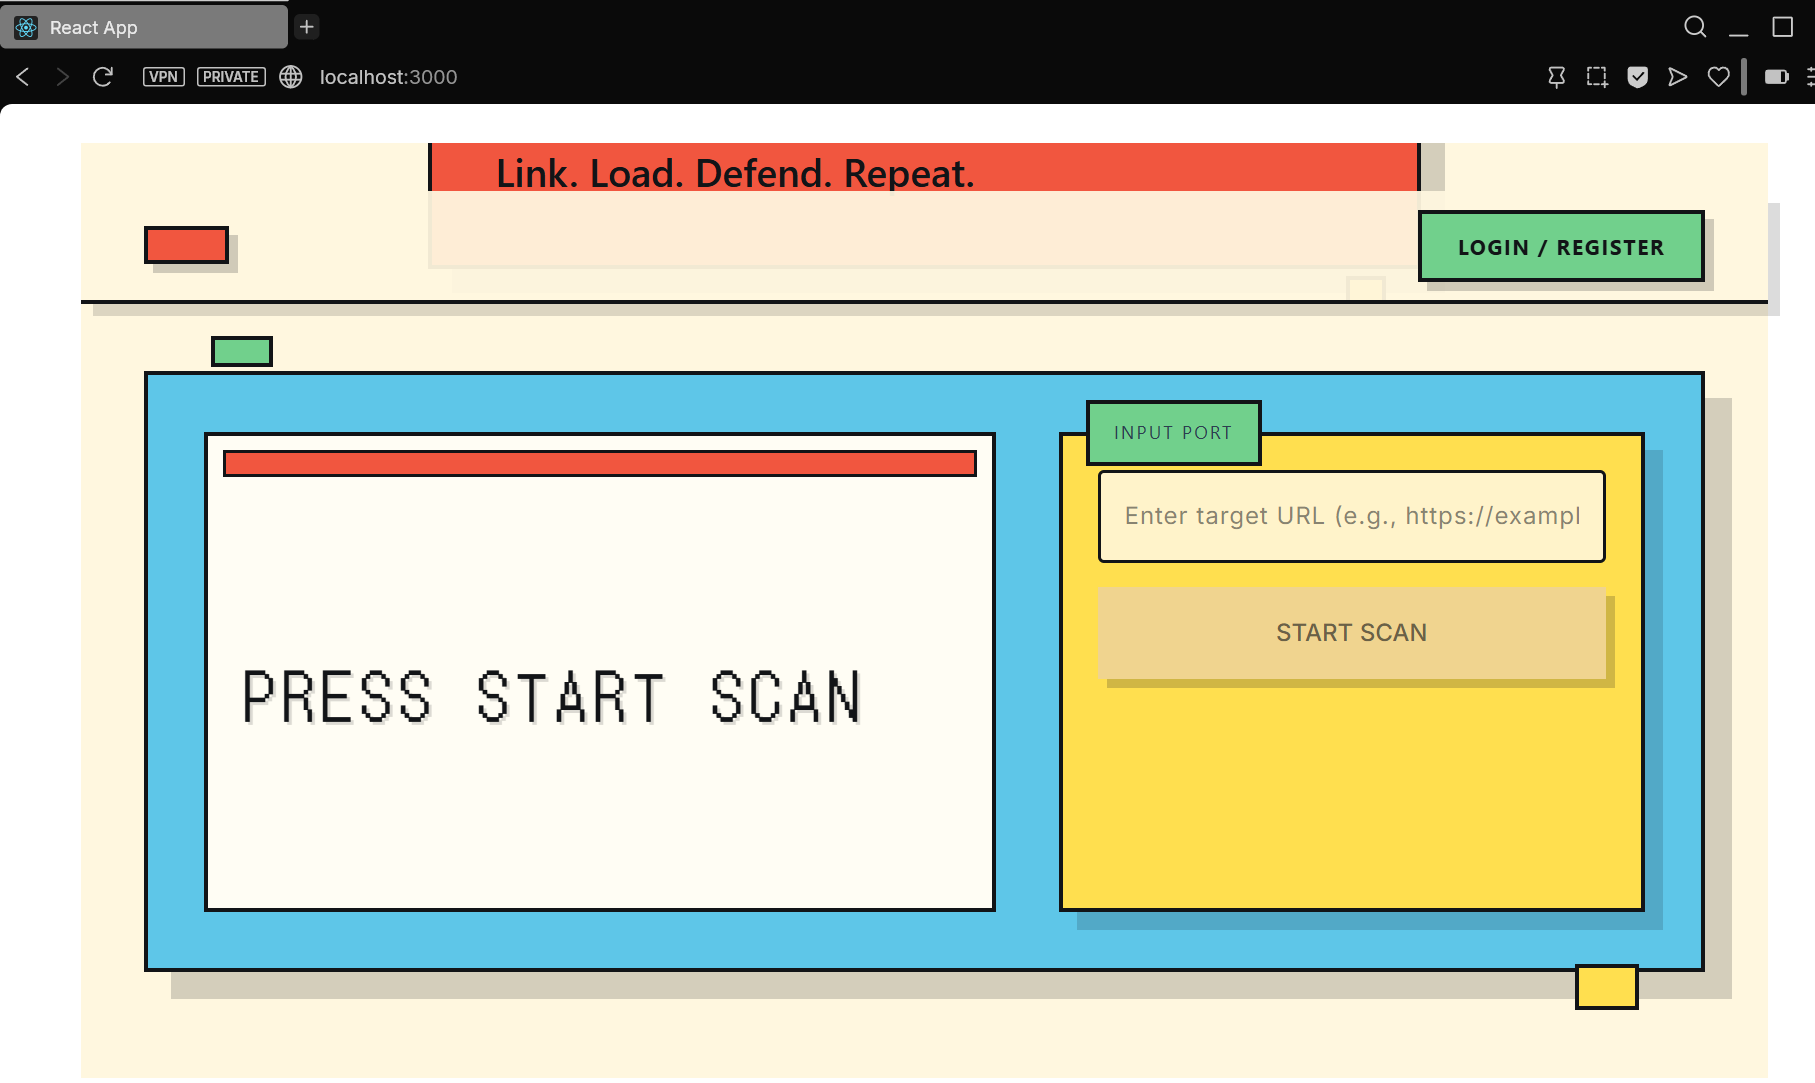 React App
VPN
PRIVATE
localhost:3000
Link. Load. Defend. Repeat.
LOGIN / REGISTER
INPUT PORT
Enter target URL (e.g., https://exampl
START SCAN
PRESS START SCAN